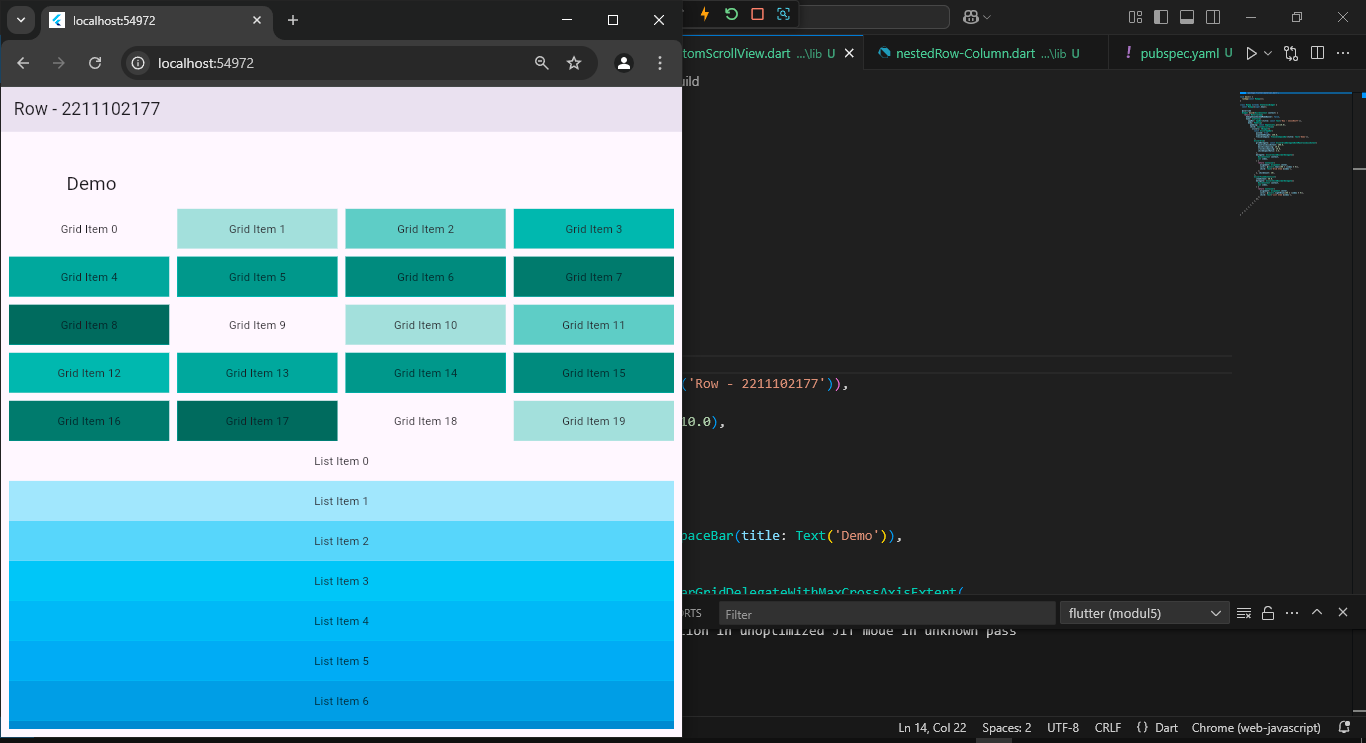 localhost:54972
localhost:54972
Row - 2211102177
Demo
Grid Item 0
Grid Item 1
Grid Item 2
Grid Item 3
Grid Item 4
Grid Item 5
Grid Item 6
Grid Item 7
Grid Item 8
Grid Item 9
Grid Item 10
Grid Item 11
Grid Item 12
Grid Item 13
Grid Item 14
Grid Item 15
Grid Item 16
Grid Item 17
Grid Item 18
Grid Item 19
List Item 0
List Item 1
List Item 2
List Item 3
List Item 4
List Item 5
List Item 6
tomScrollView.dart ...\lib U
nestedRow-Column.dart ...\lib U
! pubspec.yaml U
uild
('Row - 2211102177')),
10.0),
paceBar(title: Text('Demo')),
erGridDelegateWithMaxCrossAxisExtent(
ORTS
Filter
flutter (modul5)
tion in unoptimized JIT mode in unknown pass
Ln 14, Col 22 Spaces: 2 UTF-8 CRLF {} Dart Chrome (web-javascript)